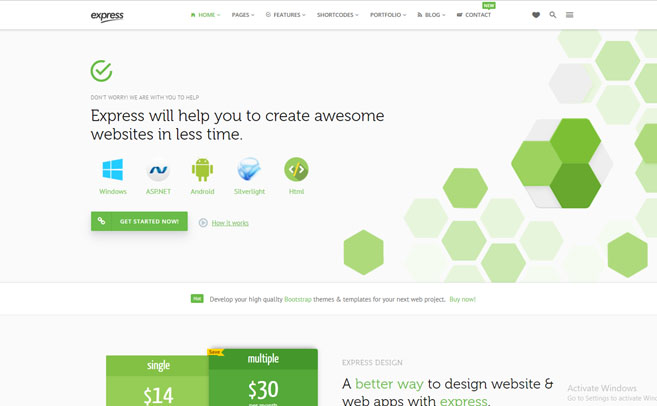 express
NEW
HOME PAGES FEATURES SHORTCODES PORTFOLIO BLOG CONTACT
DON'T WORRY! WE ARE WITH YOU TO HELP
Express will help you to create awesome
websites in less time.
Windows ASP.NET Android Silverlight Html
GET STARTED NOW! How it works
Hot Develop your high quality Bootstrap themes & templates for your next web project. Buy now!
Save
single multiple
$14 $30
EXPRESS DESIGN
A better way to design website &
web apps with express.
Activate Windows
Go to Settings to activate Win